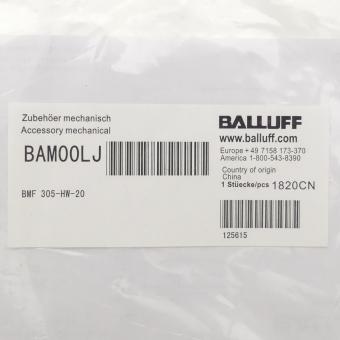 Zubehöer mechanisch
Accessory mechanical
BAM00LJ
BMF 305-HW-20
BALLUFF
www.balluff.com
Europe + 49 7158 173-370
America 1-800-543-8390
Country of origin
China
1 Stüecke/pcs 1820CN
125615